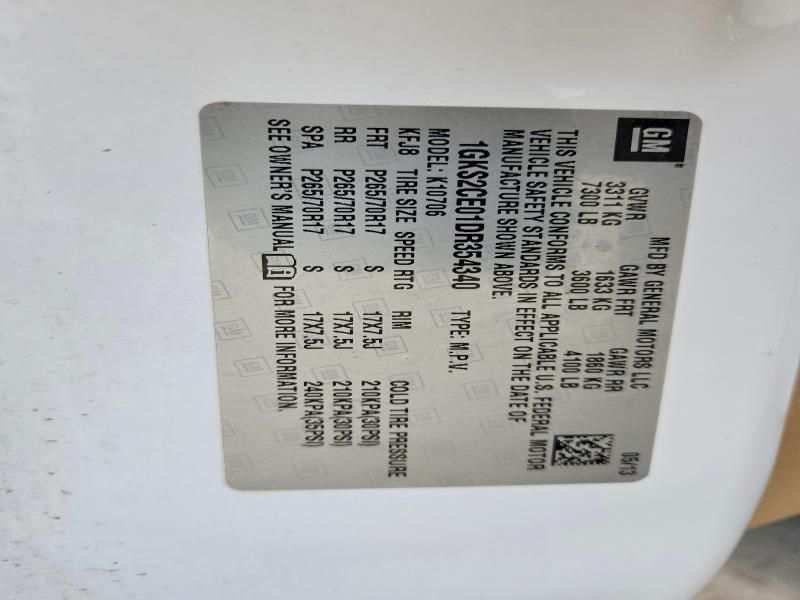 GM®
MFD BY GENERAL MOTORS LLC 05/13
GVWR GAWR FRT GAWR RR
3311 KG 1633 KG 1860 KG
7300 LB 3600 LB 4100 LB
THIS VEHICLE CONFORMS TO ALL APPLICABLE U.S. FEDERAL MOTOR
VEHICLE SAFETY STANDARDS IN EFFECT ON THE DATE OF
MANUFACTURE SHOWN ABOVE.
1GKS2CE01DR354340 TYPE: M.P.V.
MODEL: K10706
KFJ8 TIRE SIZE SPEED RTG RIM COLD TIRE PRESSURE
FRT P265/70R17 S 17X7.5J 210KPA(30PSI)
RR P265/70R17 S 17X7.5J 210KPA(30PSI)
SPA P265/70R17 S 17X7.5J 240KPA(35PSI)
SEE OWNER'S MANUAL FOR MORE INFORMATION.